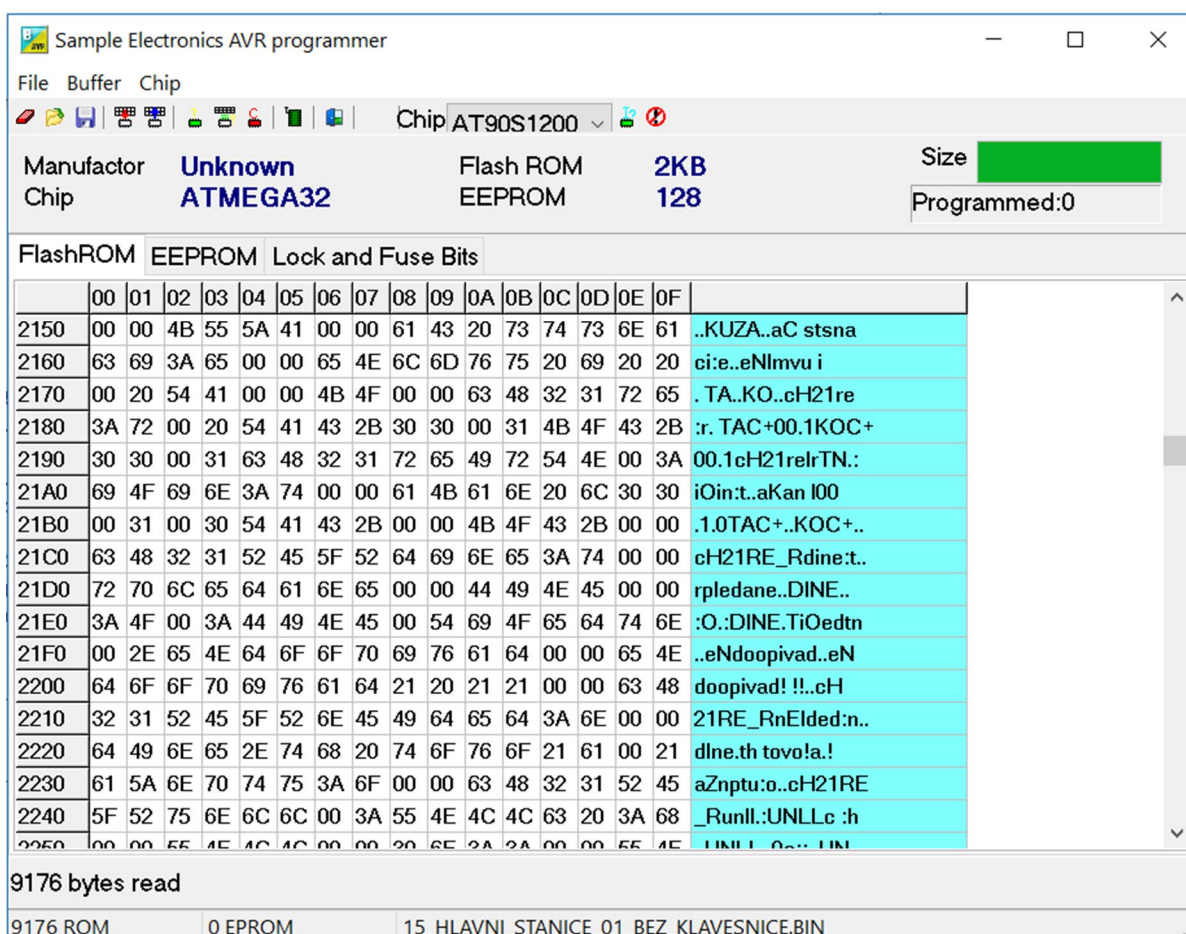 Sample Electronics AVR programmer
File Buffer Chip
Chip AT90S1200
Manufactor Unknown Flash ROM 2KB Size
Chip ATMEGA32 EEPROM 128 Programmed:0
FlashROM EEPROM Lock and Fuse Bits
00 01 02 03 04 05 06 07 08 09 0A 0B 0C 0D 0E 0F
2150 00 00 4B 55 5A 41 00 00 61 43 20 73 74 73 6E 61 ..KUZA..aC stsna
2160 63 69 3A 65 00 00 65 4E 6C 6D 76 75 20 69 20 20 ci:e..eNlmvu i
2170 00 20 54 41 00 00 4B 4F 00 00 63 48 32 31 72 65 . TA..KO..cH21re
2180 3A 72 00 20 54 41 43 2B 30 30 00 31 4B 4F 43 2B :r. TAC+00.1KOC+
2190 30 30 00 31 63 48 32 31 72 65 49 72 54 4E 00 3A 00.1cH21reIrTN.:
21A0 69 4F 69 6E 3A 74 00 00 61 4B 61 6E 20 6C 30 30 iOin:t..aKan l00
21B0 00 31 00 30 54 41 43 2B 00 00 4B 4F 43 2B 00 00 .1.0TAC+..KOC+..
21C0 63 48 32 31 52 45 5F 52 64 69 6E 65 3A 74 00 00 cH21RE_Rdine:t..
21D0 72 70 6C 65 64 61 6E 65 00 00 44 49 4E 45 00 00 rpledane..DINE..
21E0 3A 4F 00 3A 44 49 4E 45 00 54 69 4F 65 64 74 6E :O.:DINE.TiOedtn
21F0 00 2E 65 4E 64 6F 6F 70 69 76 61 64 00 00 65 4E ..eNdoopivad..eN
2200 64 6F 6F 70 69 76 61 64 21 20 21 21 00 00 63 48 doopivad! !!..cH
2210 32 31 52 45 5F 52 6E 45 49 64 65 64 3A 6E 00 00 21RE_RnEIded:n..
2220 64 49 6E 65 2E 74 68 20 74 6F 76 6F 21 61 00 21 dIne.th tovo!a.!
2230 61 5A 6E 70 74 75 3A 6F 00 00 63 48 32 31 52 45 aZnptu:o..cH21RE
2240 5F 52 75 6E 6C 6C 00 3A 55 4E 4C 4C 63 20 3A 68 _Runll.:UNLLc :h
9176 bytes read
9176 ROM 0 EPROM 15_HLAVNI_STANICE_01_BEZ_KLAVESNICE.BIN